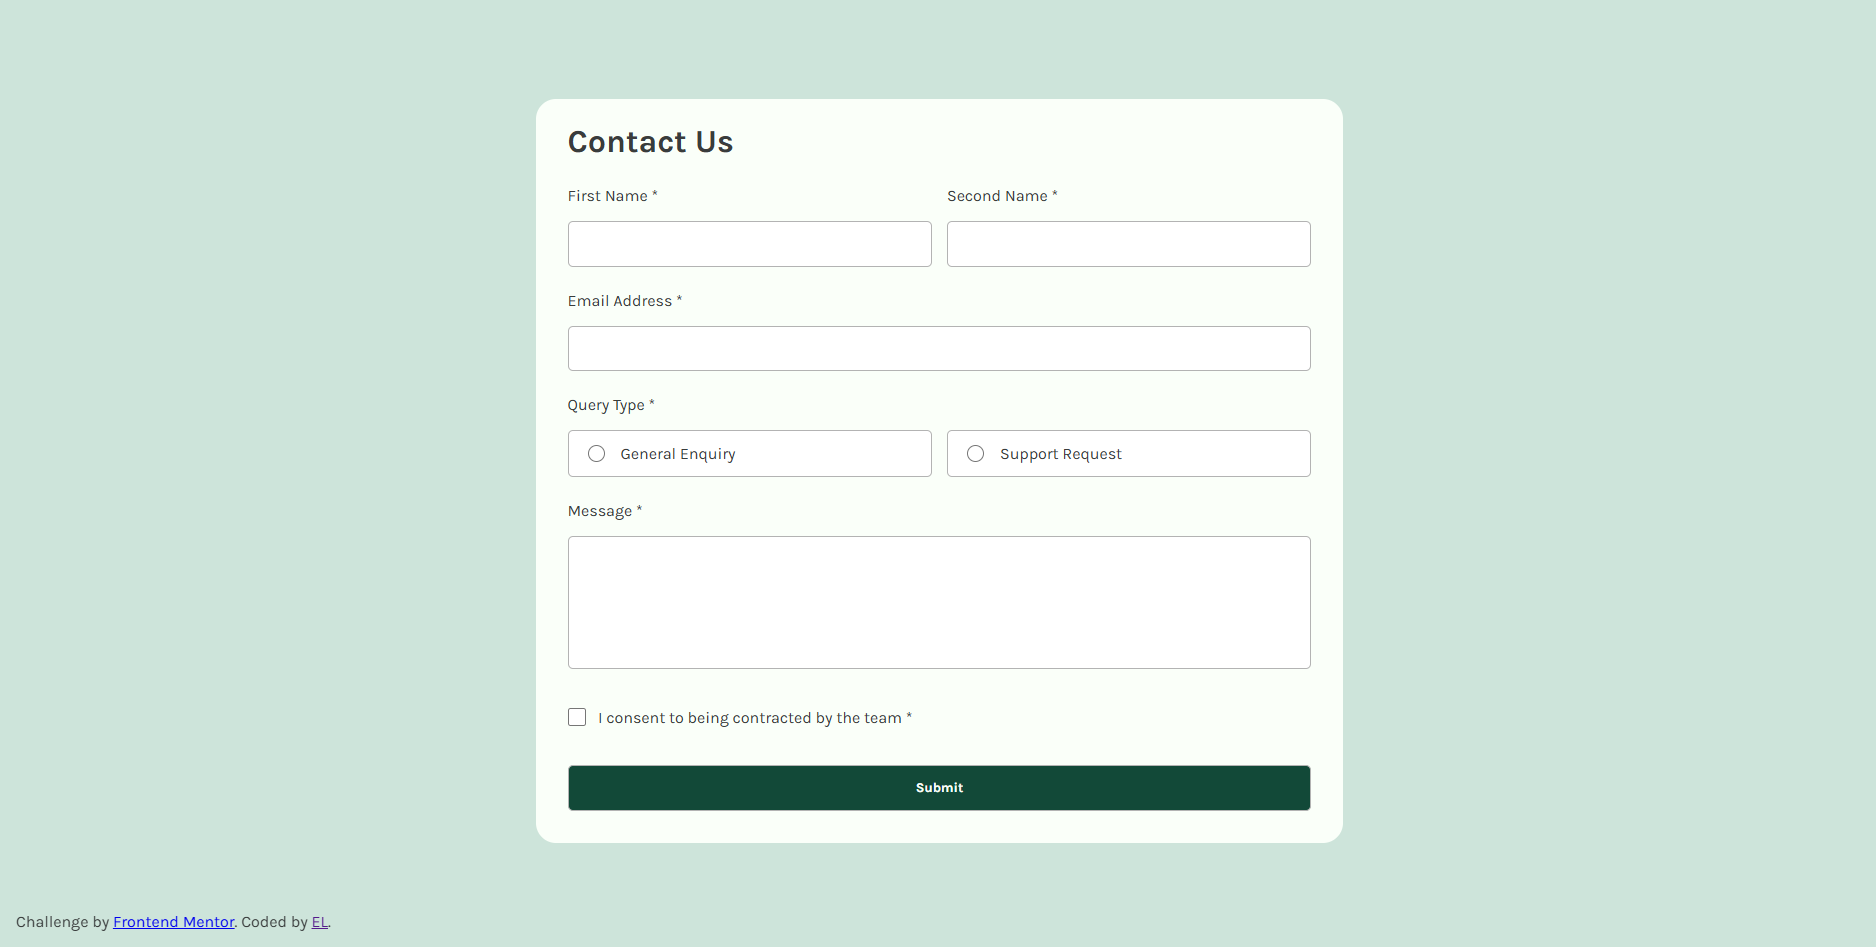 Contact Us
First Name *
Second Name *
Email Address *
Query Type *
General Enquiry
Support Request
Message *
I consent to being contracted by the team *
Submit
Challenge by Frontend Mentor. Coded by EL.